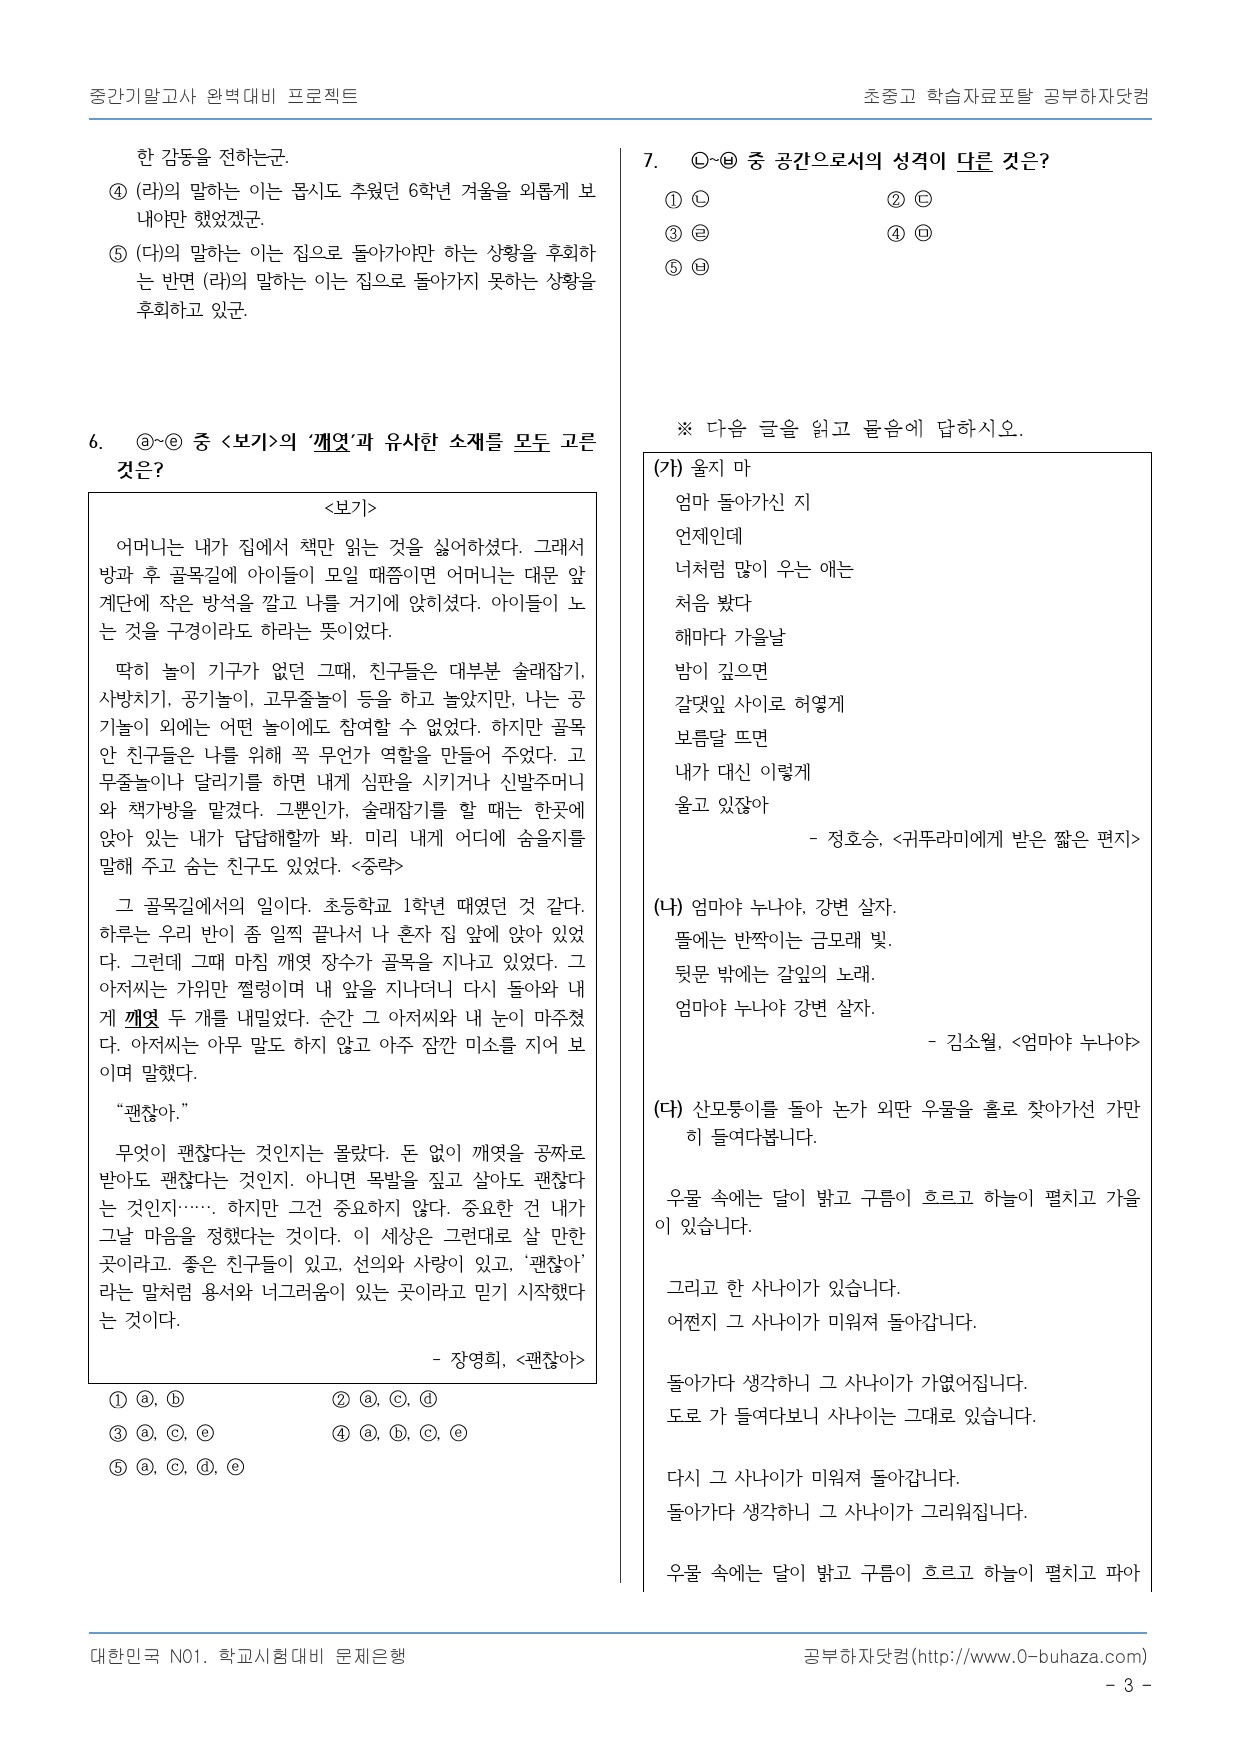 중간기말고사 완벽대비 프로젝트
초중고 학습자료포탈 공부하자닷컴
한 감동을 전하는군.
④ (라)의 말하는 이는 몹시도 추웠던 6학년 겨울을 외롭게 보
내야만 했었겠군.
⑤ (다)의 말하는 이는 집으로 돌아가야만 하는 상황을 후회하
는 반면 (라)의 말하는 이는 집으로 돌아가지 못하는 상황을
후회하고 있군.
6. ⓐ~ⓔ 중 <보기>의 ‘깨엿’과 유사한 소재를 모두 고른
것은?
<보기>
어머니는 내가 집에서 책만 읽는 것을 싫어하셨다. 그래서
방과 후 골목길에 아이들이 모일 때쯤이면 어머니는 대문 앞
계단에 작은 방석을 깔고 나를 거기에 앉히셨다. 아이들이 노
는 것을 구경이라도 하라는 뜻이었다.
딱히 놀이 기구가 없던 그때, 친구들은 대부분 술래잡기,
사방치기, 공기놀이, 고무줄놀이 등을 하고 놀았지만, 나는 공
기놀이 외에는 어떤 놀이에도 참여할 수 없었다. 하지만 골목
안 친구들은 나를 위해 꼭 무언가 역할을 만들어 주었다. 고
무줄놀이나 달리기를 하면 내게 심판을 시키거나 신발주머니
와 책가방을 맡겼다. 그뿐인가, 술래잡기를 할 때는 한곳에
앉아 있는 내가 답답해할까 봐. 미리 내게 어디에 숨을지를
말해 주고 숨는 친구도 있었다. <중략>
그 골목길에서의 일이다. 초등학교 1학년 때였던 것 같다.
하루는 우리 반이 좀 일찍 끝나서 나 혼자 집 앞에 앉아 있었
다. 그런데 그때 마침 깨엿 장수가 골목을 지나고 있었다. 그
아저씨는 가위만 쩔렁이며 내 앞을 지나더니 다시 돌아와 내
게 깨엿 두 개를 내밀었다. 순간 그 아저씨와 내 눈이 마주쳤
다. 아저씨는 아무 말도 하지 않고 아주 잠깐 미소를 지어 보
이며 말했다.
“괜찮아.”
무엇이 괜찮다는 것인지는 몰랐다. 돈 없이 깨엿을 공짜로
받아도 괜찮다는 것인지. 아니면 목발을 짚고 살아도 괜찮다
는 것인지……. 하지만 그건 중요하지 않다. 중요한 건 내가
그날 마음을 정했다는 것이다. 이 세상은 그런대로 살 만한
곳이라고. 좋은 친구들이 있고, 선의와 사랑이 있고, ‘괜찮아’
라는 말처럼 용서와 너그러움이 있는 곳이라고 믿기 시작했다
는 것이다.
- 장영희, <괜찮아>
① ⓐ, ⓑ ② ⓐ, ⓒ, ⓓ
③ ⓐ, ⓒ, ⓔ ④ ⓐ, ⓑ, ⓒ, ⓔ
⑤ ⓐ, ⓒ, ⓓ, ⓔ
7. ㉡~㉥ 중 공간으로서의 성격이 다른 것은?
① ㉡ ② ㉢
③ ㉣ ④ ㉤
⑤ ㉥
※ 다음 글을 읽고 물음에 답하시오.
(가) 울지 마
엄마 돌아가신 지
언제인데
너처럼 많이 우는 애는
처음 봤다
해마다 가을날
밤이 깊으면
갈댓잎 사이로 허옇게
보름달 뜨면
내가 대신 이렇게
울고 있잖아
- 정호승, <귀뚜라미에게 받은 짧은 편지>
(나) 엄마야 누나야, 강변 살자.
뜰에는 반짝이는 금모래 빛.
뒷문 밖에는 갈잎의 노래.
엄마야 누나야 강변 살자.
- 김소월, <엄마야 누나야>
(다) 산모퉁이를 돌아 논가 외딴 우물을 홀로 찾아가선 가만
히 들여다봅니다.
우물 속에는 달이 밝고 구름이 흐르고 하늘이 펼치고 가을
이 있습니다.
그리고 한 사나이가 있습니다.
어쩐지 그 사나이가 미워져 돌아갑니다.
돌아가다 생각하니 그 사나이가 가엾어집니다.
도로 가 들여다보니 사나이는 그대로 있습니다.
다시 그 사나이가 미워져 돌아갑니다.
돌아가다 생각하니 그 사나이가 그리워집니다.
우물 속에는 달이 밝고 구름이 흐르고 하늘이 펼치고 파아
대한민국 N01. 학교시험대비 문제은행
공부하자닷컴(http://www.0-buhaza.com)
- 3 -